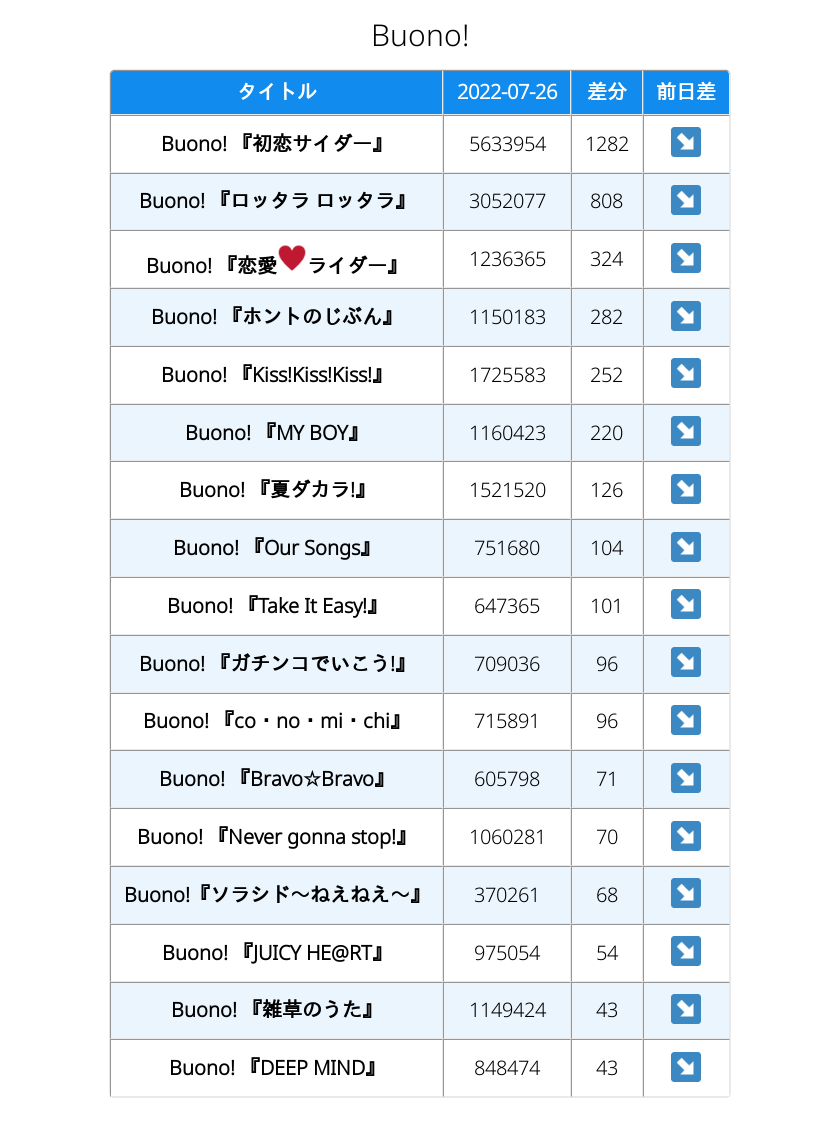 Buono!
タイトル 2022-07-26 差分 前日差
Buono! 『初恋サイダー』 5633954 1282 ↘
Buono! 『ロッタラ ロッタラ』 3052077 808 ↘
Buono! 『恋愛♥ライダー』 1236365 324 ↘
Buono! 『ホントのじぶん』 1150183 282 ↘
Buono! 『Kiss!Kiss!Kiss!』 1725583 252 ↘
Buono! 『MY BOY』 1160423 220 ↘
Buono! 『夏ダカラ!』 1521520 126 ↘
Buono! 『Our Songs』 751680 104 ↘
Buono! 『Take It Easy!』 647365 101 ↘
Buono! 『ガチンコでいこう!』 709036 96 ↘
Buono! 『co・no・mi・chi』 715891 96 ↘
Buono! 『Bravo☆Bravo』 605798 71 ↘
Buono! 『Never gonna stop!』 1060281 70 ↘
Buono!『ソラシド〜ねえねえ〜』 370261 68 ↘
Buono! 『JUICY HE@RT』 975054 54 ↘
Buono! 『雑草のうた』 1149424 43 ↘
Buono! 『DEEP MIND』 848474 43 ↘